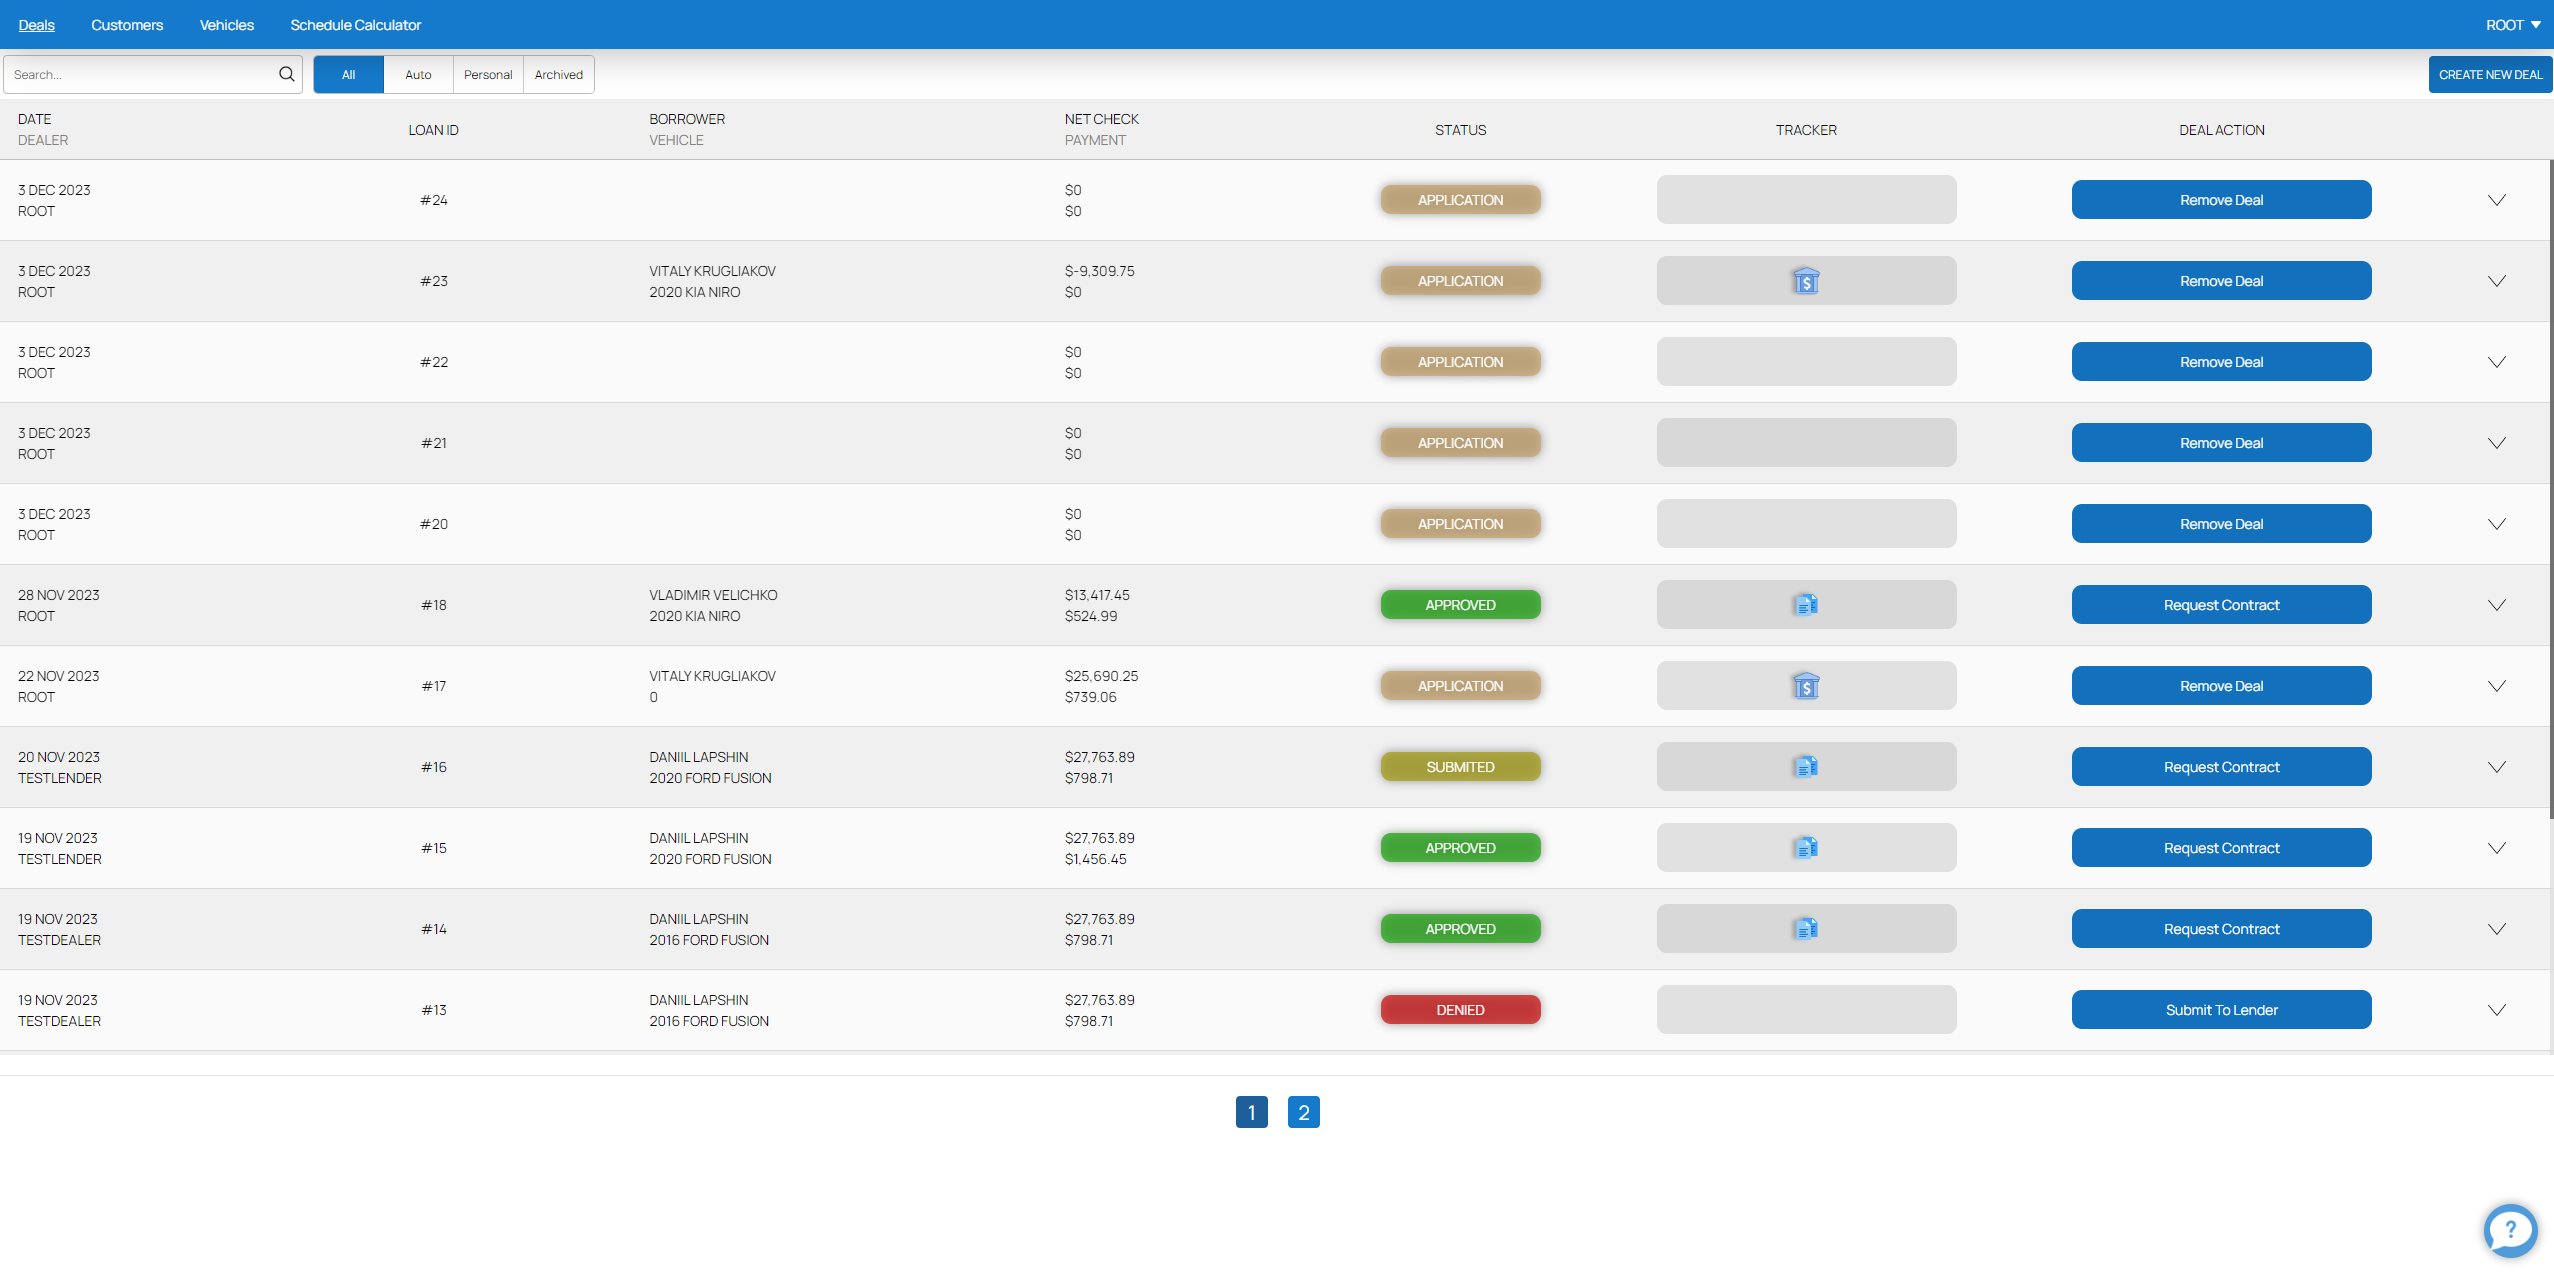 Deals Customers Vehicles Schedule Calculator ROOT
Search... All Auto Personal Archived CREATE NEW DEAL
DATE BORROWER NET CHECK
LOAN ID STATUS TRACKER DEAL ACTION
DEALER VEHICLE PAYMENT
3 DEC 2023 $0
#24 APPLICATION Remove Deal
ROOT $0
3 DEC 2023 VITALY KRUGLIAKOV $-9,309.75
#23 APPLICATION $ Remove Deal
ROOT 2020 KIA NIRO $0
3 DEC 2023 $0
#22 APPLICATION Remove Deal
ROOT $0
3 DEC 2023 $0
#21 APPLICATION Remove Deal
ROOT $0
3 DEC 2023 $0
#20 APPLICATION Remove Deal
ROOT $0
28 NOV 2023 VLADIMIR VELICHKO $13,417.45
#18 APPROVED Request Contract
ROOT 2020 KIA NIRO $524.99
22 NOV 2023 VITALY KRUGLIAKOV $25,690.25
#17 APPLICATION $ Remove Deal
ROOT 0 $739.06
20 NOV 2023 DANIIL LAPSHIN $27,763.89
#16 SUBMITED Request Contract
TESTLENDER 2020 FORD FUSION $798.71
19 NOV 2023 DANIIL LAPSHIN $27,763.89
#15 APPROVED Request Contract
TESTLENDER 2020 FORD FUSION $1,456.45
19 NOV 2023 DANIIL LAPSHIN $27,763.89
#14 APPROVED Request Contract
TESTDEALER 2016 FORD FUSION $798.71
19 NOV 2023 DANIIL LAPSHIN $27,763.89
#13 DENIED Submit To Lender
TESTDEALER 2016 FORD FUSION $798.71
1 2
?